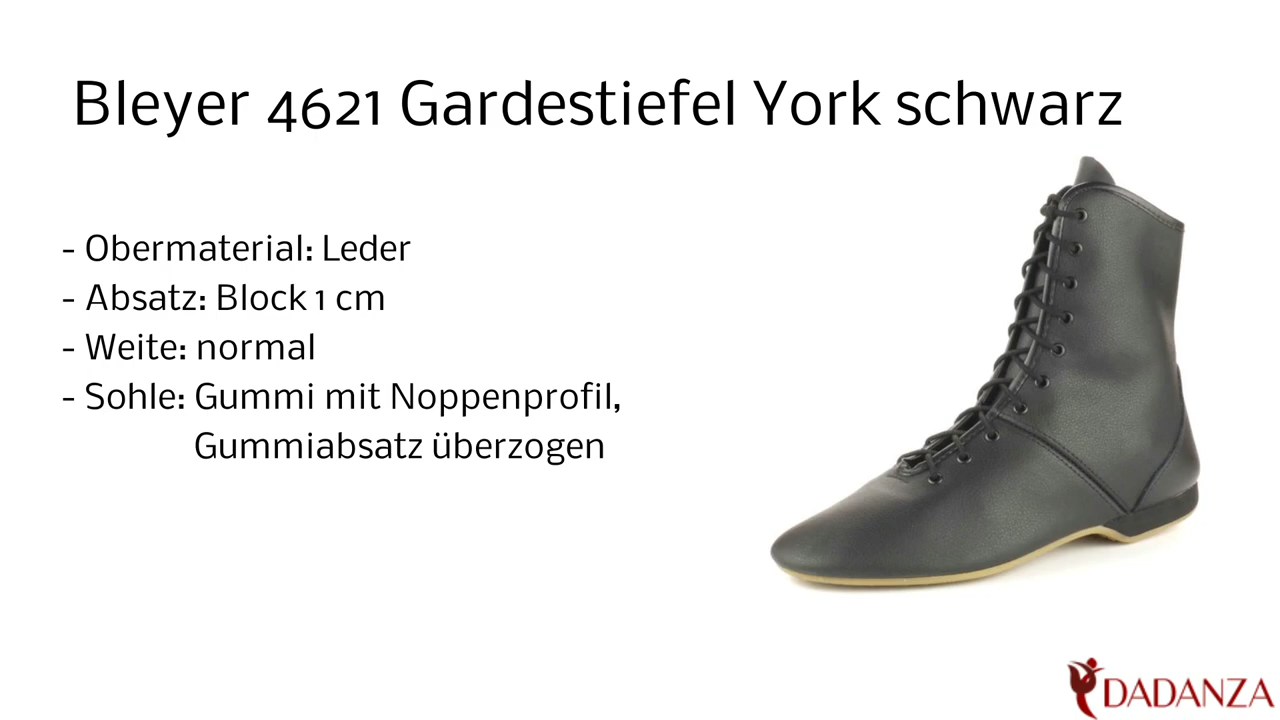 Bleyer 4621 Gardestiefel York schwarz
- Obermaterial: Leder
- Absatz: Block 1 cm
- Weite: normal
- Sohle: Gummi mit Noppenprofil,
Gummiabsatz überzogen
DADANZA